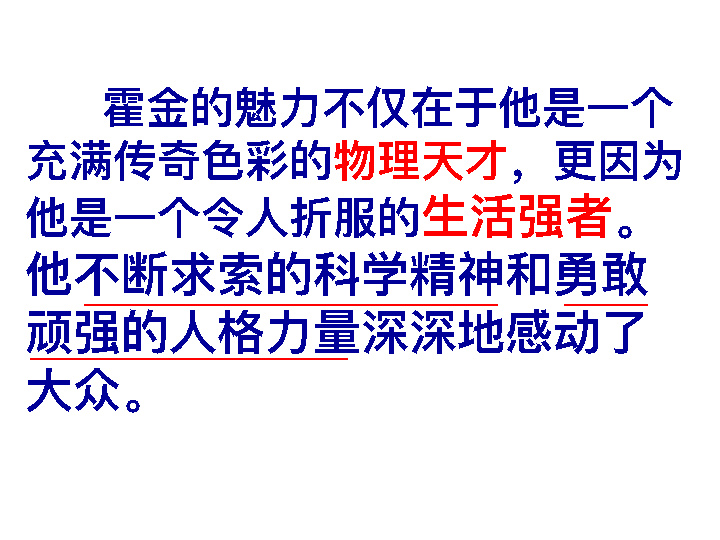 霍金的魅力不仅在于他是一个
充满传奇色彩的物理天才，更因为
他是一个令人折服的生活强者。
他不断求索的科学精神和勇敢
顽强的人格力量深深地感动了
大众。